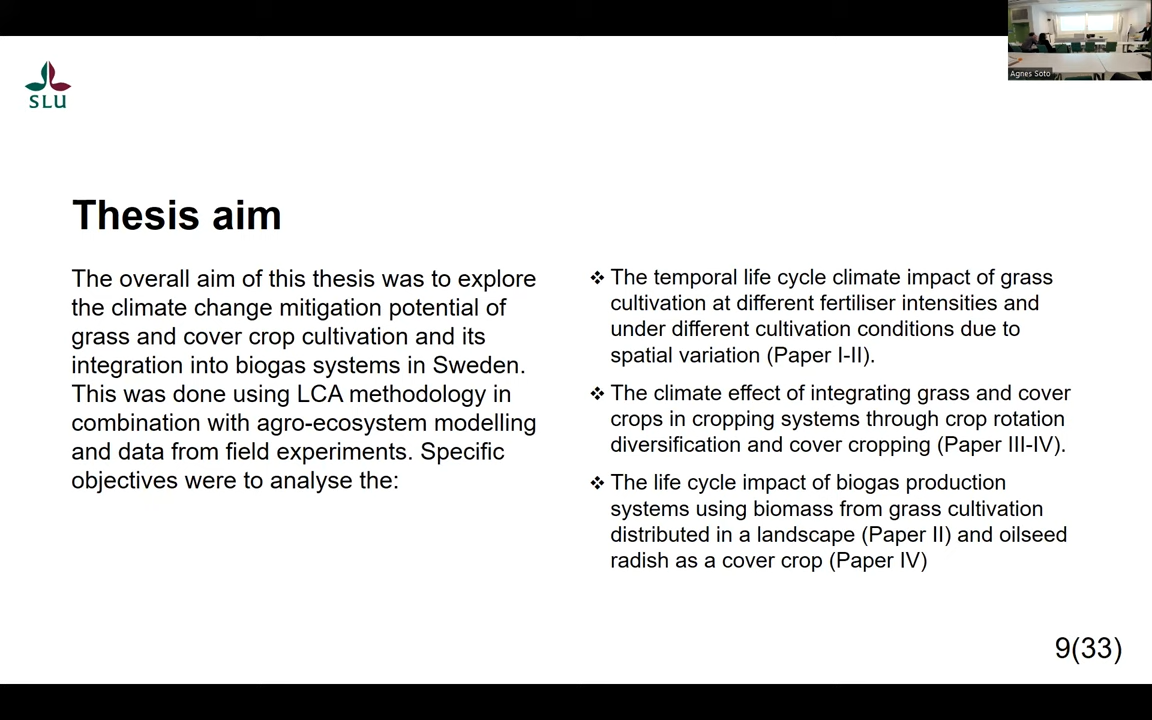 Agnes Soto
SLU
Thesis aim
The overall aim of this thesis was to explore
the climate change mitigation potential of
grass and cover crop cultivation and its
integration into biogas systems in Sweden.
This was done using LCA methodology in
combination with agro-ecosystem modelling
and data from field experiments. Specific
objectives were to analyse the:
❖ The temporal life cycle climate impact of grass
cultivation at different fertiliser intensities and
under different cultivation conditions due to
spatial variation (Paper I-II).
❖ The climate effect of integrating grass and cover
crops in cropping systems through crop rotation
diversification and cover cropping (Paper III-IV).
❖ The life cycle impact of biogas production
systems using biomass from grass cultivation
distributed in a landscape (Paper II) and oilseed
radish as a cover crop (Paper IV)
9(33)